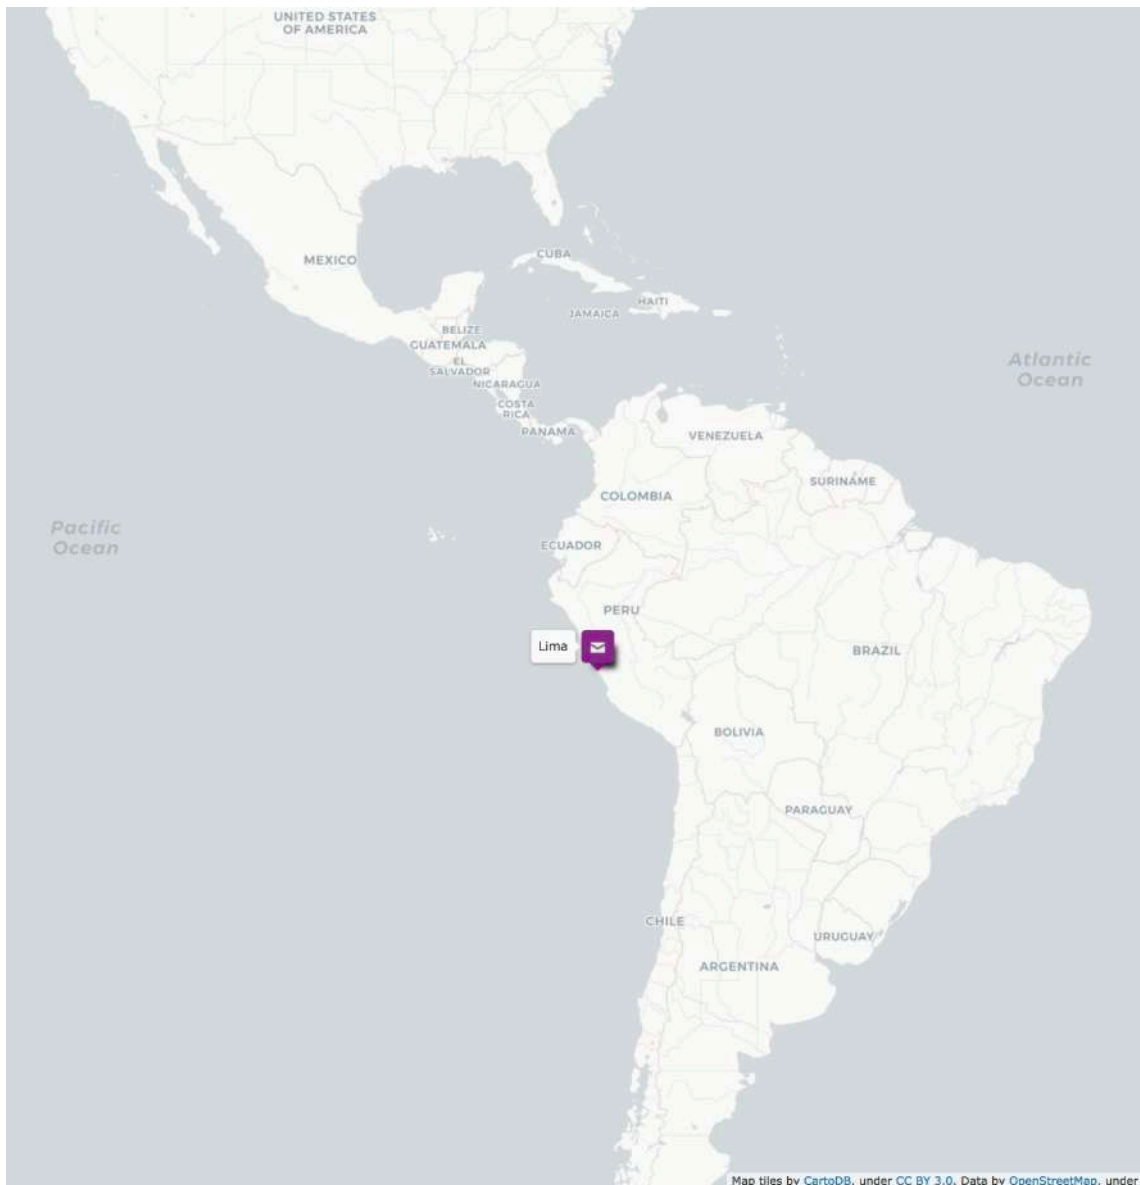 UNITED STATES
OF AMERICA
MEXICO
CUBA
HAITI
JAMAICA
BELIZE
GUATEMALA
EL
SALVADOR
NICARAGUA
COSTA
RICA
PANAMA
Atlantic
Ocean
VENEZUELA
SURINAME
COLOMBIA
Pacific
Ocean
ECUADOR
PERU
Lima
BRAZIL
BOLIVIA
PARAGUAY
CHILE
URUGUAY
ARGENTINA
Map tiles by CartoDB, under CC BY 3.0. Data by OpenStreetMap, under